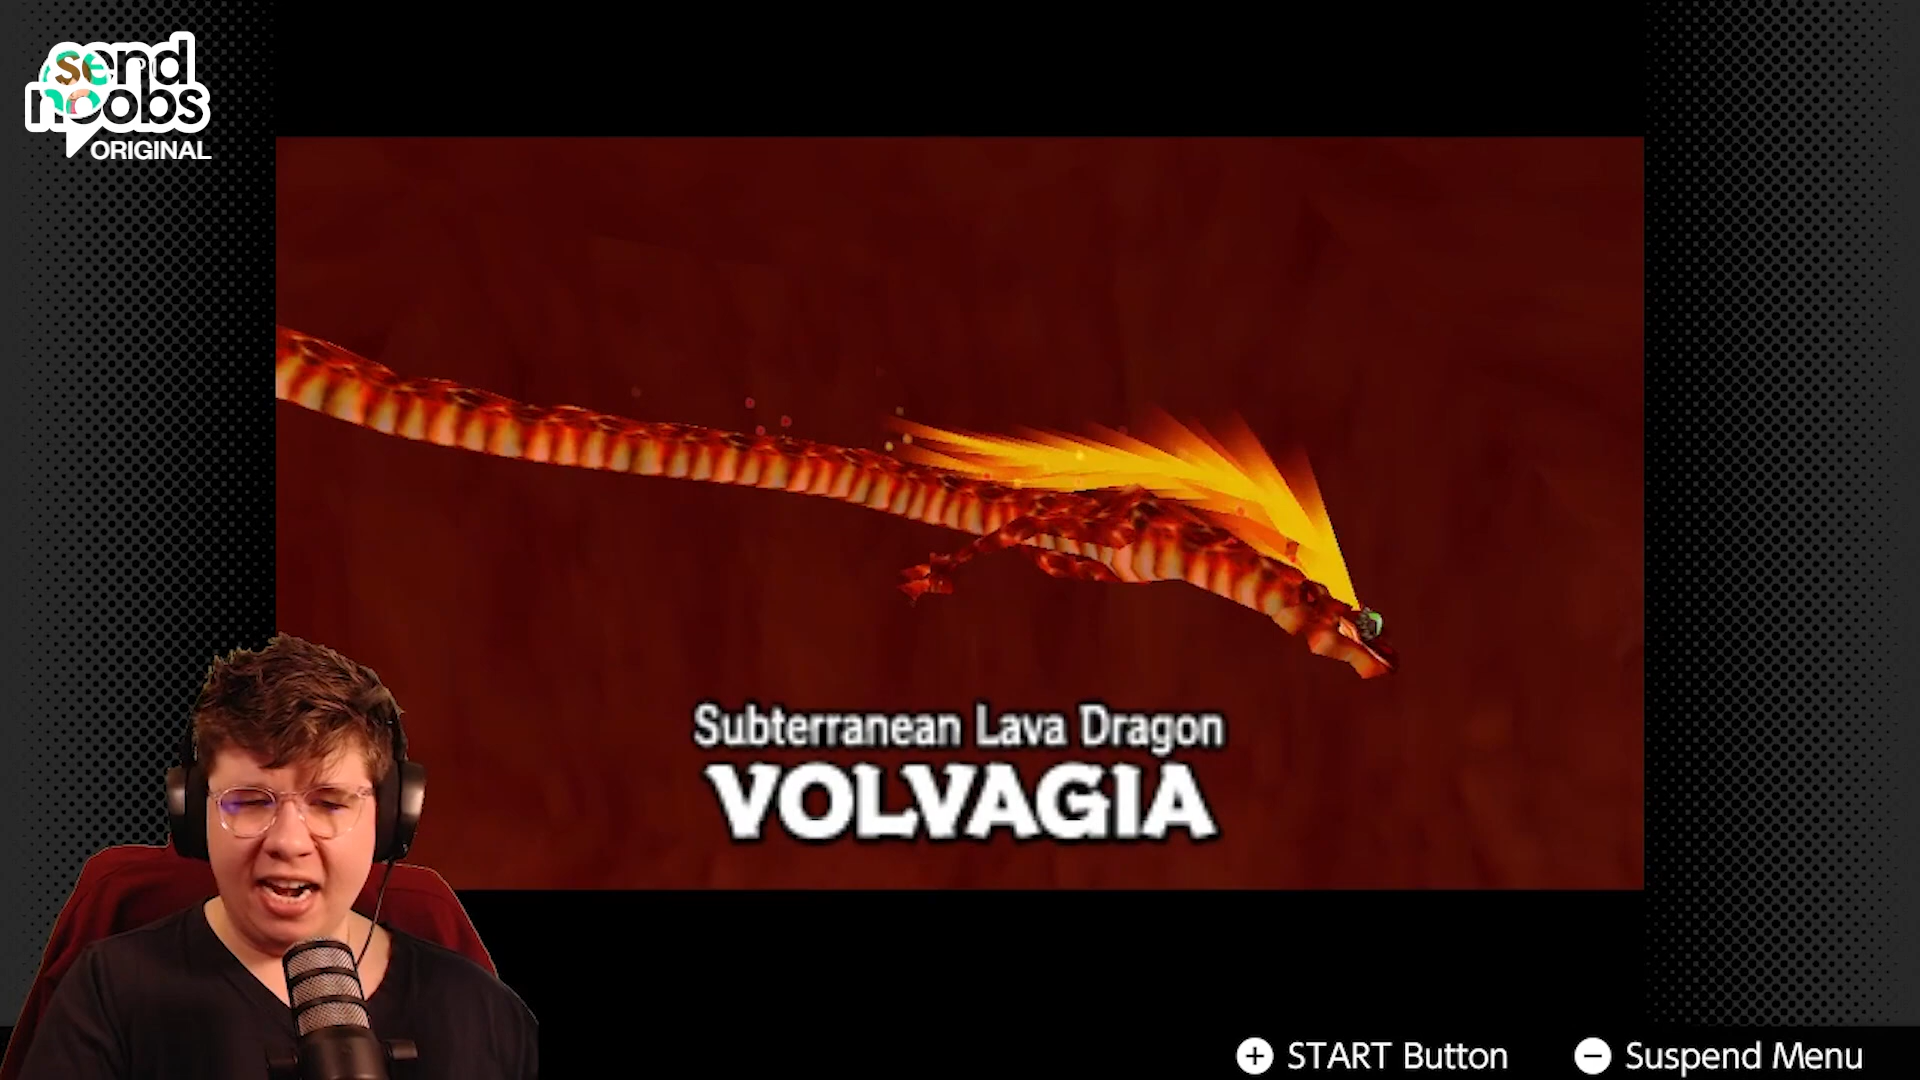 send
noobs
ORIGINAL
Subterranean Lava Dragon
VOLVAGIA
START Button
Suspend Menu